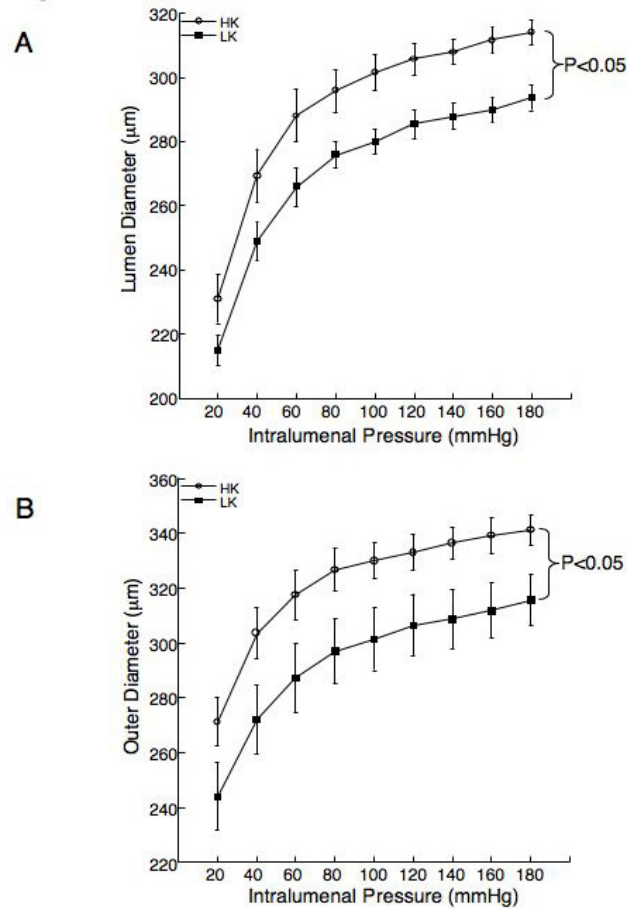 A
HK
LK
320
300
280
260
240
220
200
Lumen Diameter (μm)
P<0.05
20 40 60 80 100 120 140 160 180
Intralumenal Pressure (mmHg)
B
HK
LK
360
340
320
300
280
260
240
220
Outer Diameter (μm)
P<0.05
20 40 60 80 100 120 140 160 180
Intralumenal Pressure (mmHg)